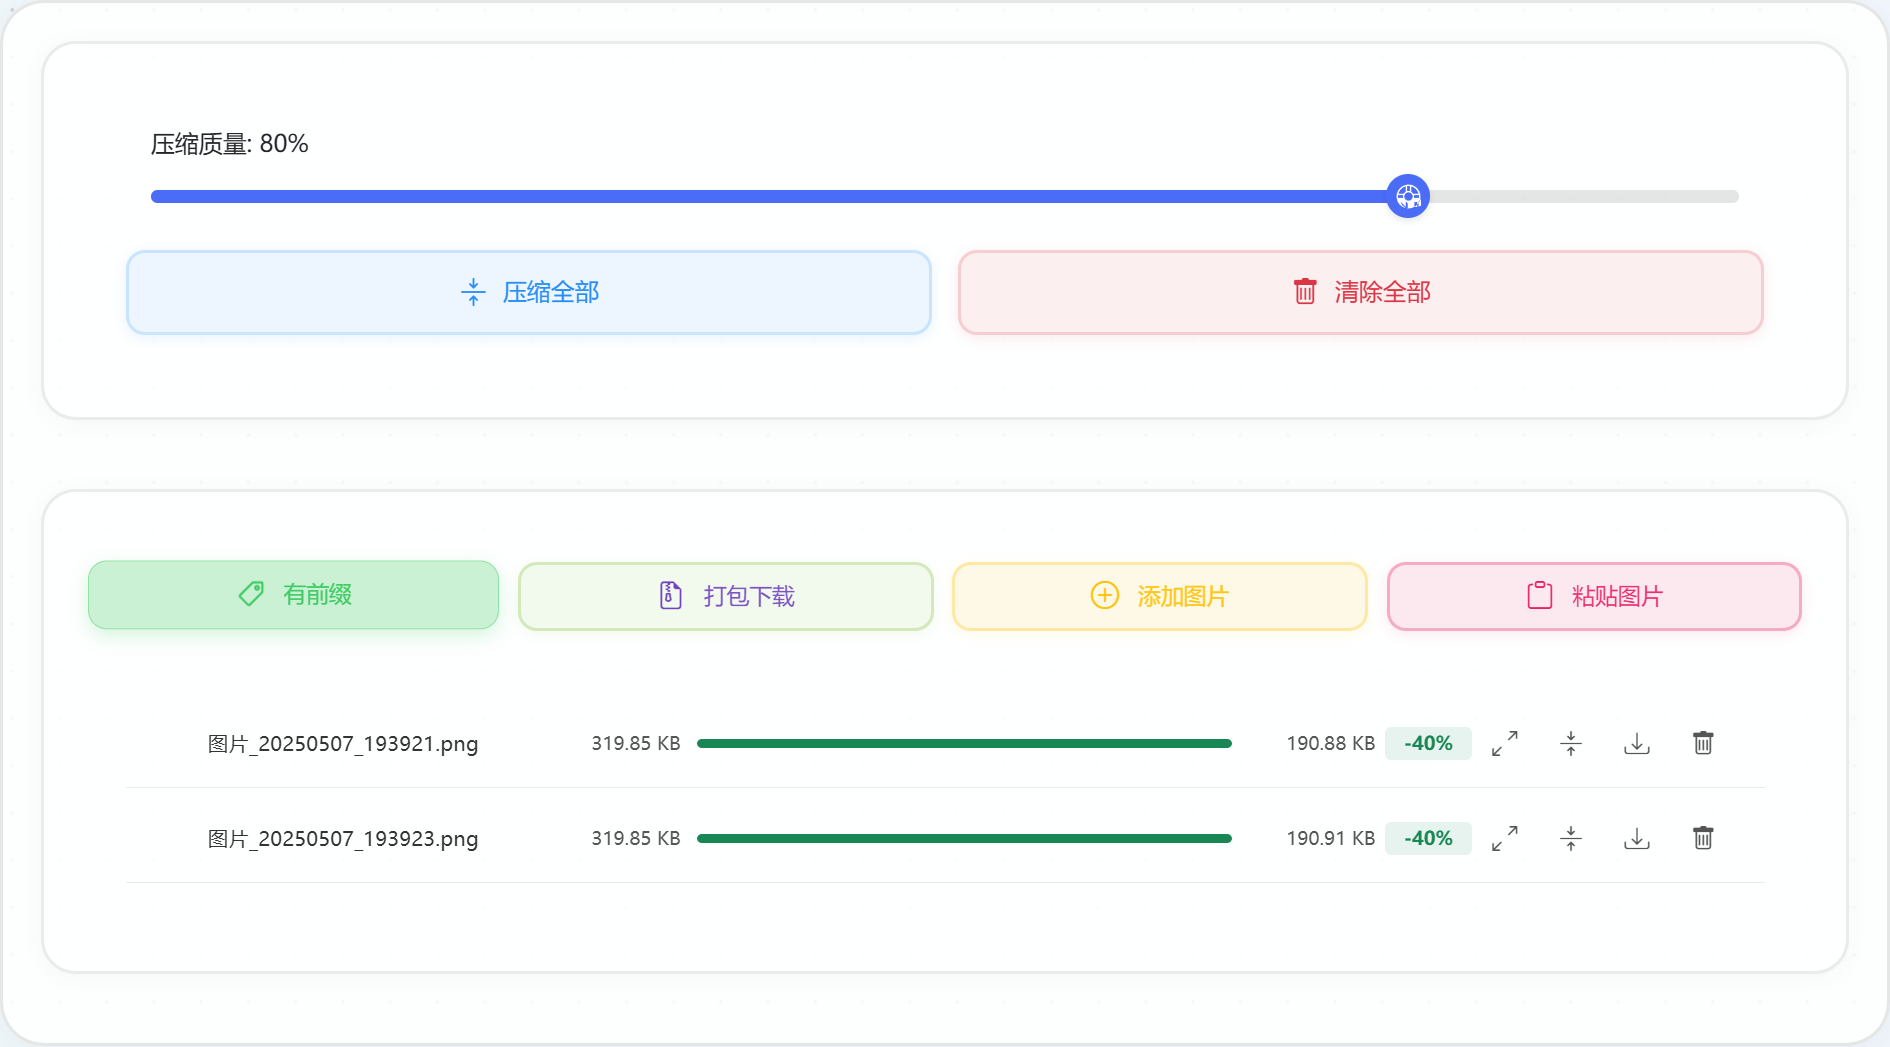 压缩质量: 80%
压缩全部 清除全部
有前缀 打包下载 添加图片 粘贴图片
图片_20250507_193921.png 319.85 KB 190.88 KB -40%
图片_20250507_193923.png 319.85 KB 190.91 KB -40%